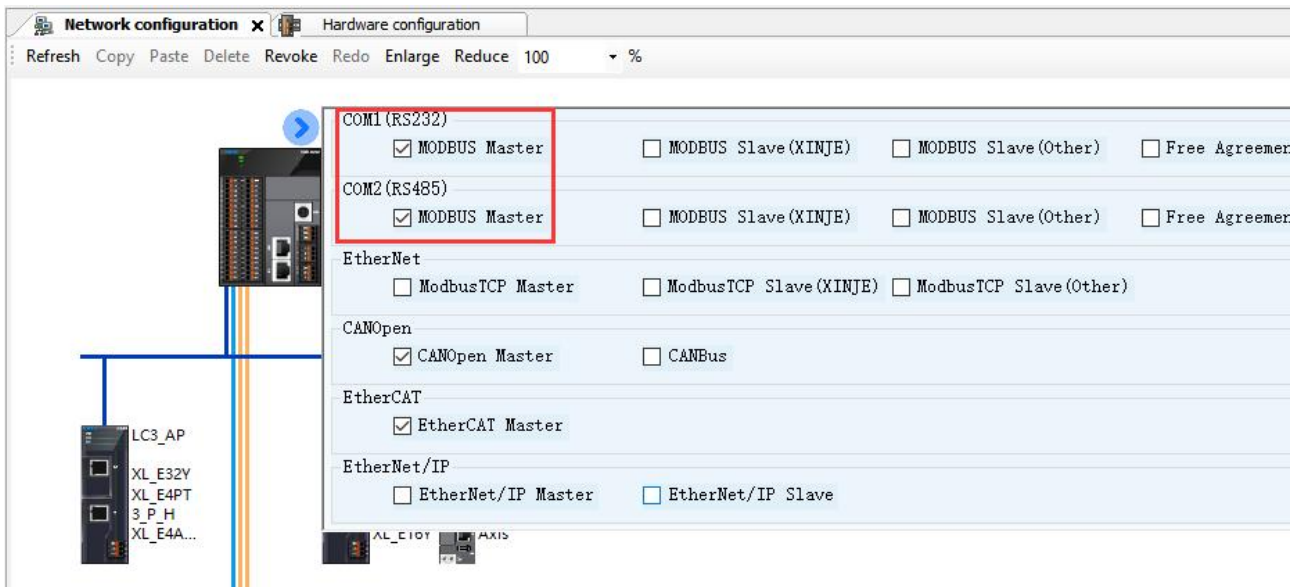 Network configuration Hardware configuration
Refresh Copy Paste Delete Revoke Redo Enlarge Reduce 100 %
COM1(RS232)
MODBUS Master MODBUS Slave(XINJE) MODBUS Slave(Other) Free Agreemen
COM2(RS485)
MODBUS Master MODBUS Slave(XINJE) MODBUS Slave(Other) Free Agreemen
EtherNet
ModbusTCP Master ModbusTCP Slave(XINJE) ModbusTCP Slave(Other)
CANOpen
CANOpen Master CANBus
EtherCAT
EtherCAT Master
EtherNet/IP
EtherNet/IP Master EtherNet/IP Slave
LC3_AP
XL_E32Y
XL_E4PT
3_P_H
XL_E4A...
XL_E16Y Axis